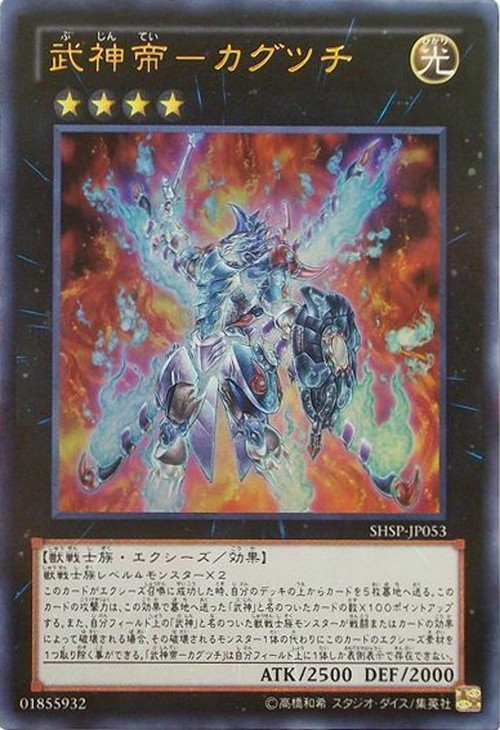 武神帝－カグツチ
光
SHSP-JP053
【獣戦士族・エクシーズ/効果】
獣戦士族レベル4モンスター×2
このカードがエクシーズ召喚に成功した時、自分のデッキの上からカードを5枚墓地へ送る。この
カードの攻撃力は、この効果で墓地へ送った「武神」と名のついたカードの数×100ポイントアップ
する。また、自分フィールド上の「武神」と名のついた獣戦士族モンスターが戦闘またはカードの効果
によって破壊される場合、その破壊されるモンスター1体の代わりにこのカードのエクシーズ素材を
1つ取り除く事ができる。「武神帝－カグツチ」は自分フィールド上に1体しか表側表示で存在できない。
ATK/2500 DEF/2000
01855932
©高橋和希 スタジオ・ダイス/集英社